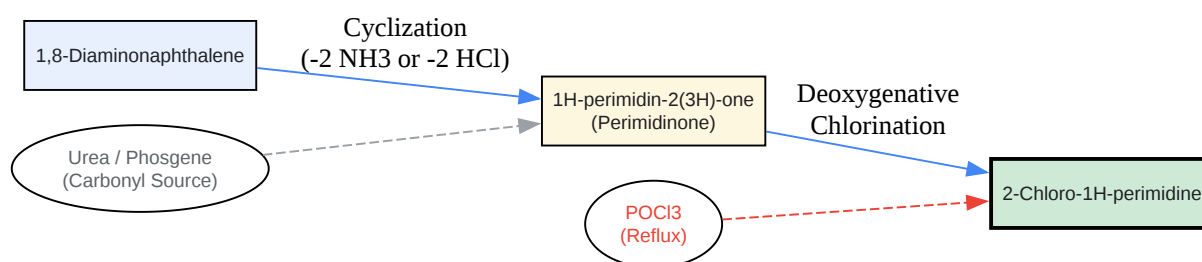 1,8-Diaminonaphthalene
Cyclization
(-2 NH3 or -2 HCl)
Urea / Phosgene
(Carbonyl Source)
1H-perimidin-2(3H)-one
(Perimidinone)
Deoxygenative
Chlorination
POCl3
(Reflux)
2-Chloro-1H-perimidine